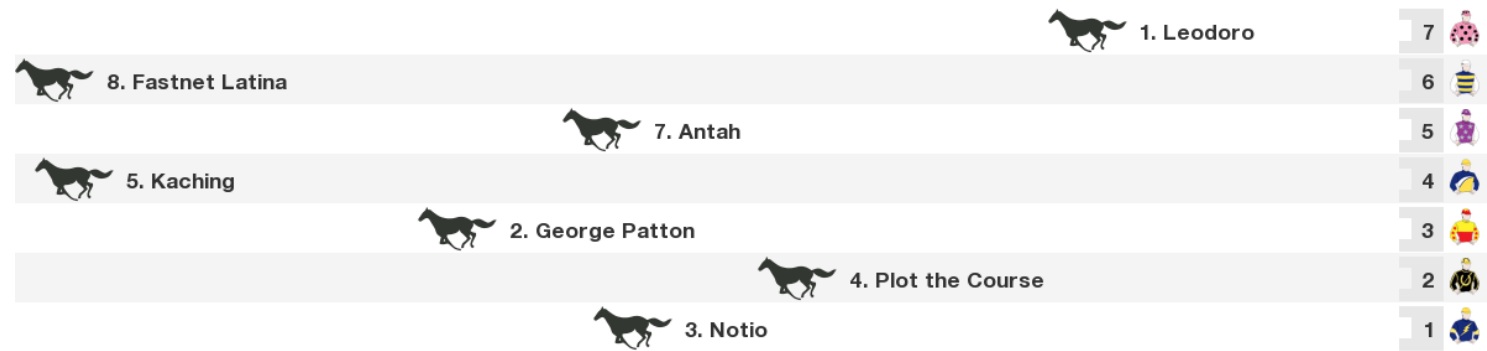 1. Leodoro 7
8. Fastnet Latina 6
7. Antah 5
5. Kaching 4
2. George Patton 3
4. Plot the Course 2
3. Notio 1